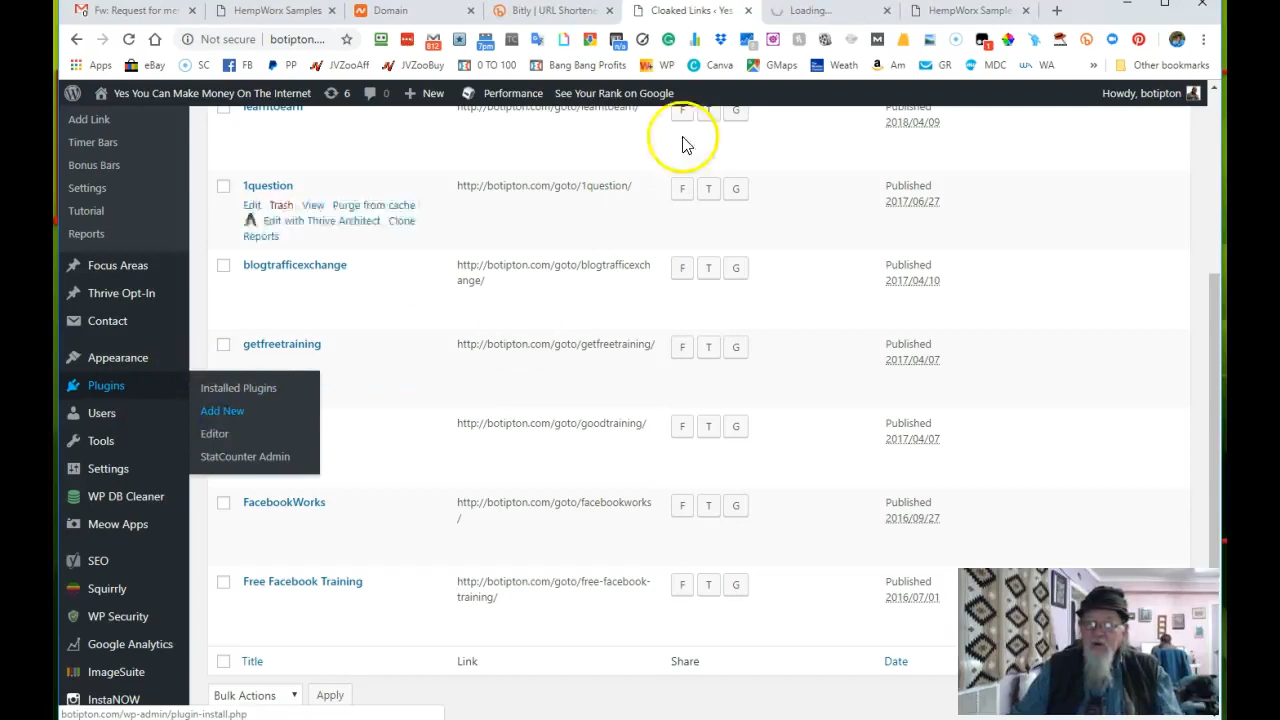 Fw: Request for me
HempWorx Samples
Domain
Bitly | URL Shortene
Cloaked Links ‹ Yes
Loading...
HempWorx Sample
Not secure
botipton....
812
7pm
n/a
1
Apps
eBay
SC
FB
PP
JVZooAff
JVZooBuy
0 TO 100
Bang Bang Profits
WP
Canva
GMaps
Weath
Am
GR
MDC
WA
»
Other bookmarks
Yes You Can Make Money On The Internet
6
0
New
Performance
See Your Rank on Google
Howdy, botipton
Add Link
Timer Bars
Bonus Bars
Settings
Tutorial
Reports
Focus Areas
Thrive Opt-In
Contact
Appearance
Plugins
Users
Tools
Settings
WP DB Cleaner
Meow Apps
SEO
Squirrly
WP Security
Google Analytics
ImageSuite
InstaNOW
Installed Plugins
Add New
Editor
StatCounter Admin
learntoearn
http://botipton.com/goto/learntoearn/
F T G
Published
2018/04/09
1question
Edit Trash View Purge from cache
Edit with Thrive Architect Clone
Reports
http://botipton.com/goto/1question/
F T G
Published
2017/06/27
blogtrafficexchange
http://botipton.com/goto/blogtrafficexch
ange/
F T G
Published
2017/04/10
getfreetraining
http://botipton.com/goto/getfreetraining/
F T G
Published
2017/04/07
http://botipton.com/goto/goodtraining/
F T G
Published
2017/04/07
FacebookWorks
http://botipton.com/goto/facebookworks
/
F T G
Published
2016/09/27
Free Facebook Training
http://botipton.com/goto/free-facebook-
training/
F T G
Published
2016/07/01
Title
Link
Share
Date
Bulk Actions
Apply
botipton.com/wp-admin/plugin-install.php